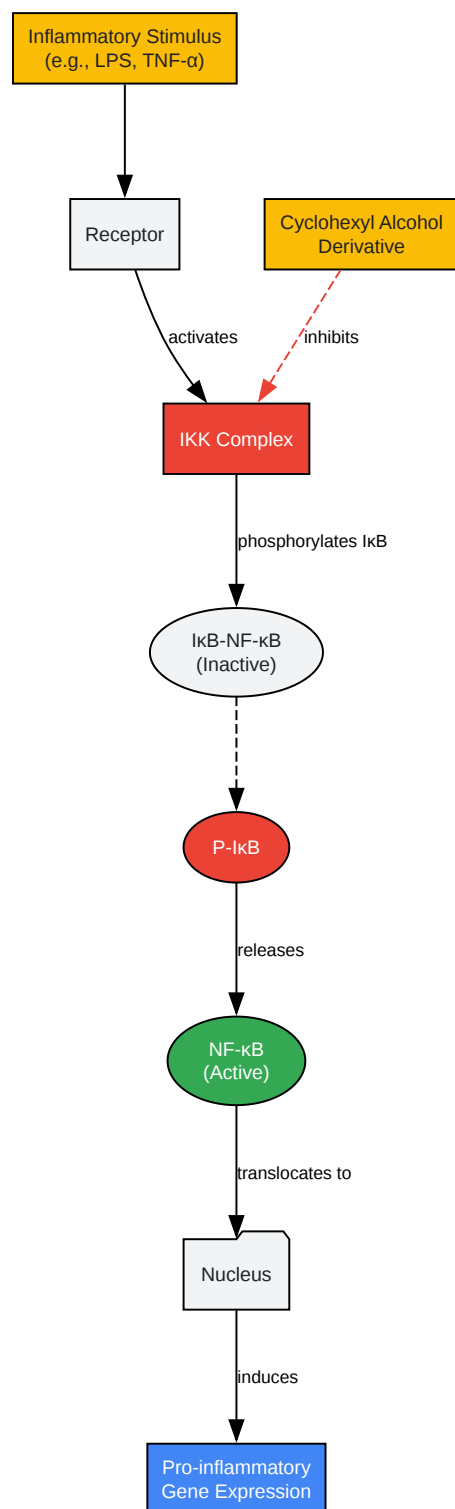 Inflammatory Stimulus
(e.g., LPS, TNF-α)
Receptor
Cyclohexyl Alcohol
Derivative
activates
inhibits
IKK Complex
phosphorylates IκB
IκB-NF-κB
(Inactive)
P-IκB
releases
NF-κB
(Active)
translocates to
Nucleus
induces
Pro-inflammatory
Gene Expression